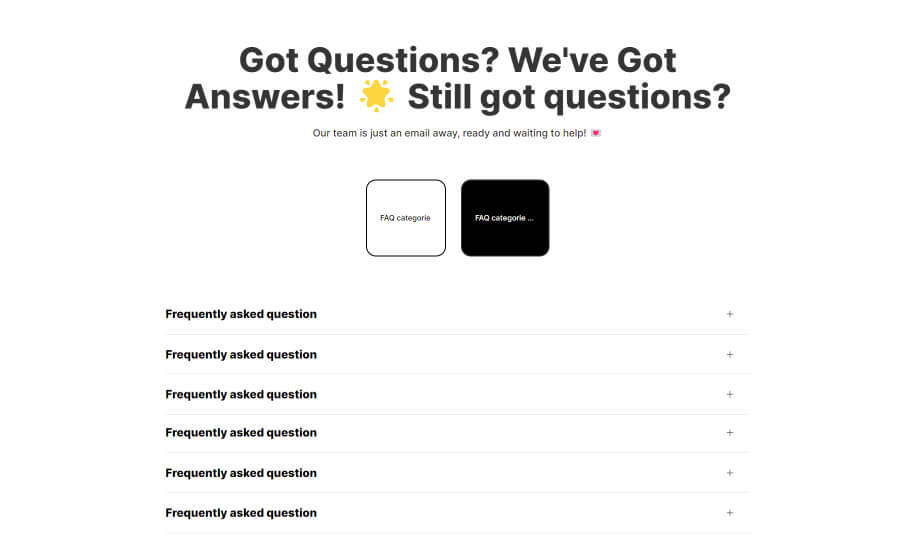 Got Questions? We've Got
Answers! 🌟 Still got questions?
Our team is just an email away, ready and waiting to help! 💌
FAQ categorie
FAQ categorie ...
Frequently asked question
Frequently asked question
Frequently asked question
Frequently asked question
Frequently asked question
Frequently asked question